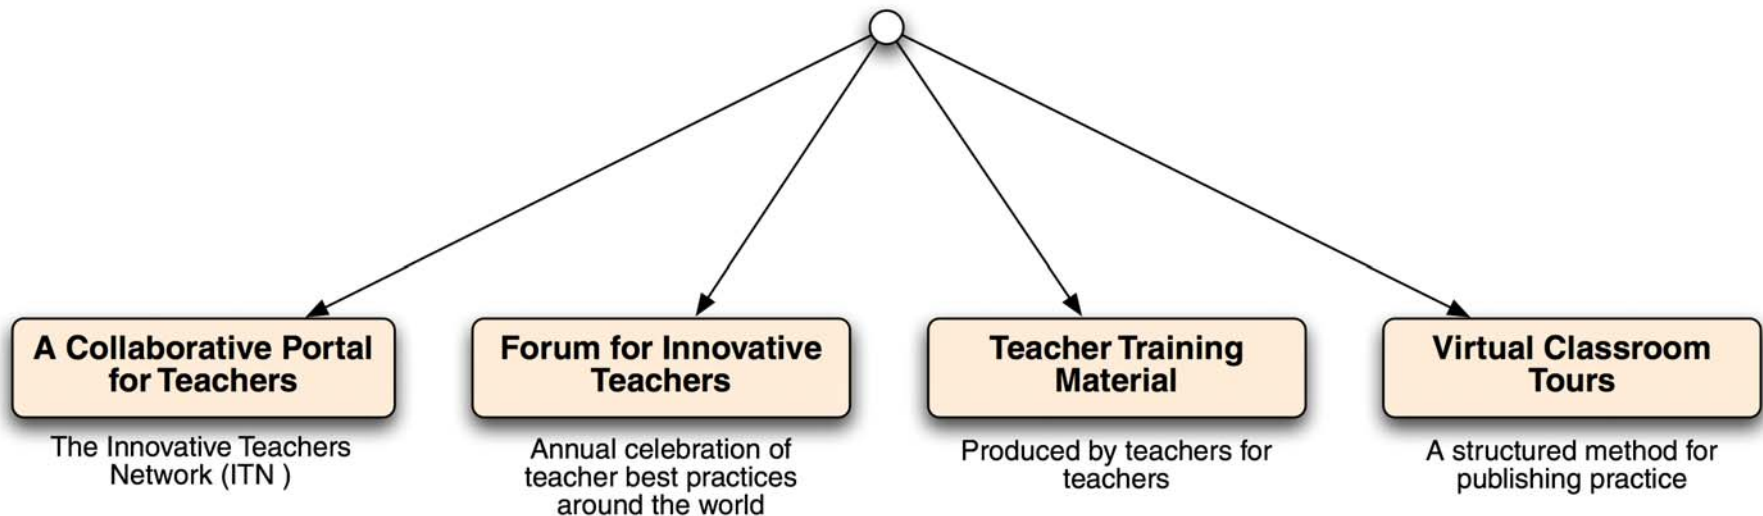 A Collaborative Portal
for Teachers
The Innovative Teachers
Network (ITN )
Forum for Innovative
Teachers
Annual celebration of
teacher best practices
around the world
Teacher Training
Material
Produced by teachers for
teachers
Virtual Classroom
Tours
A structured method for
publishing practice